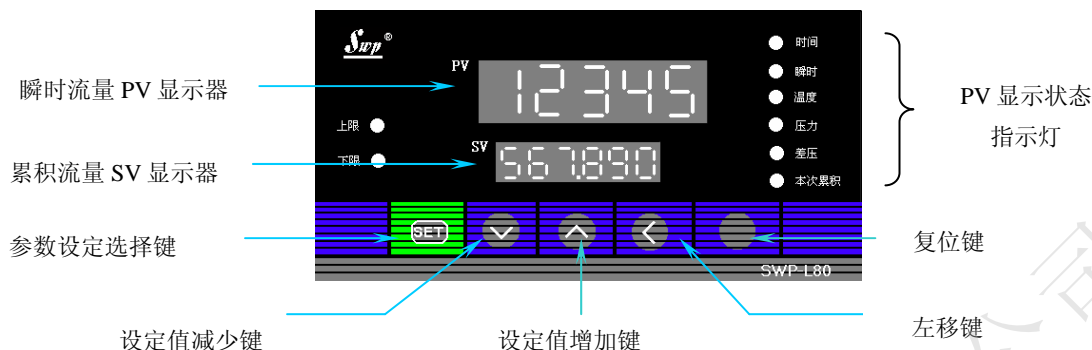 Swp®
PV
12345
时间
瞬时
温度
压力
差压
本次累积
瞬时流量 PV 显示器
PV 显示状态
指示灯
上限
下限
SV
567.890
累积流量 SV 显示器
参数设定选择键
SET
复位键
SWP-L80
设定值减少键
设定值增加键
左移键